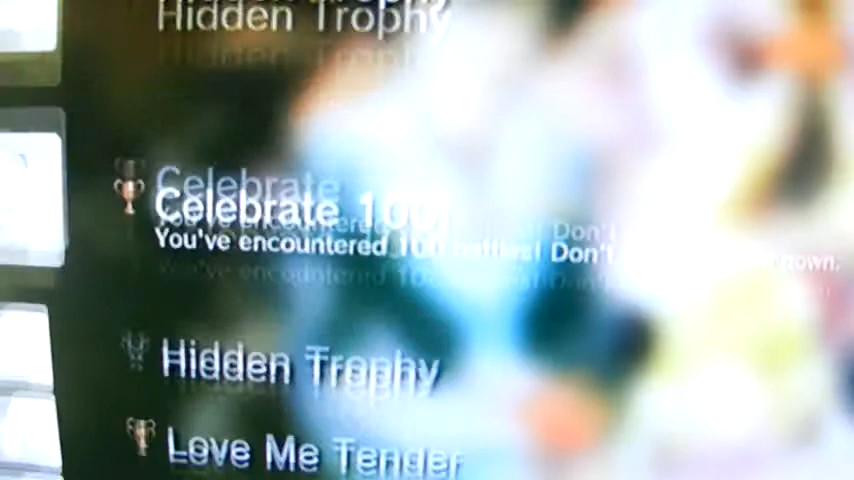 Hidden Trophy
Celebrate 100!
You've encountered 100 battles! Don't
Hidden Trophy
Love Me Tender